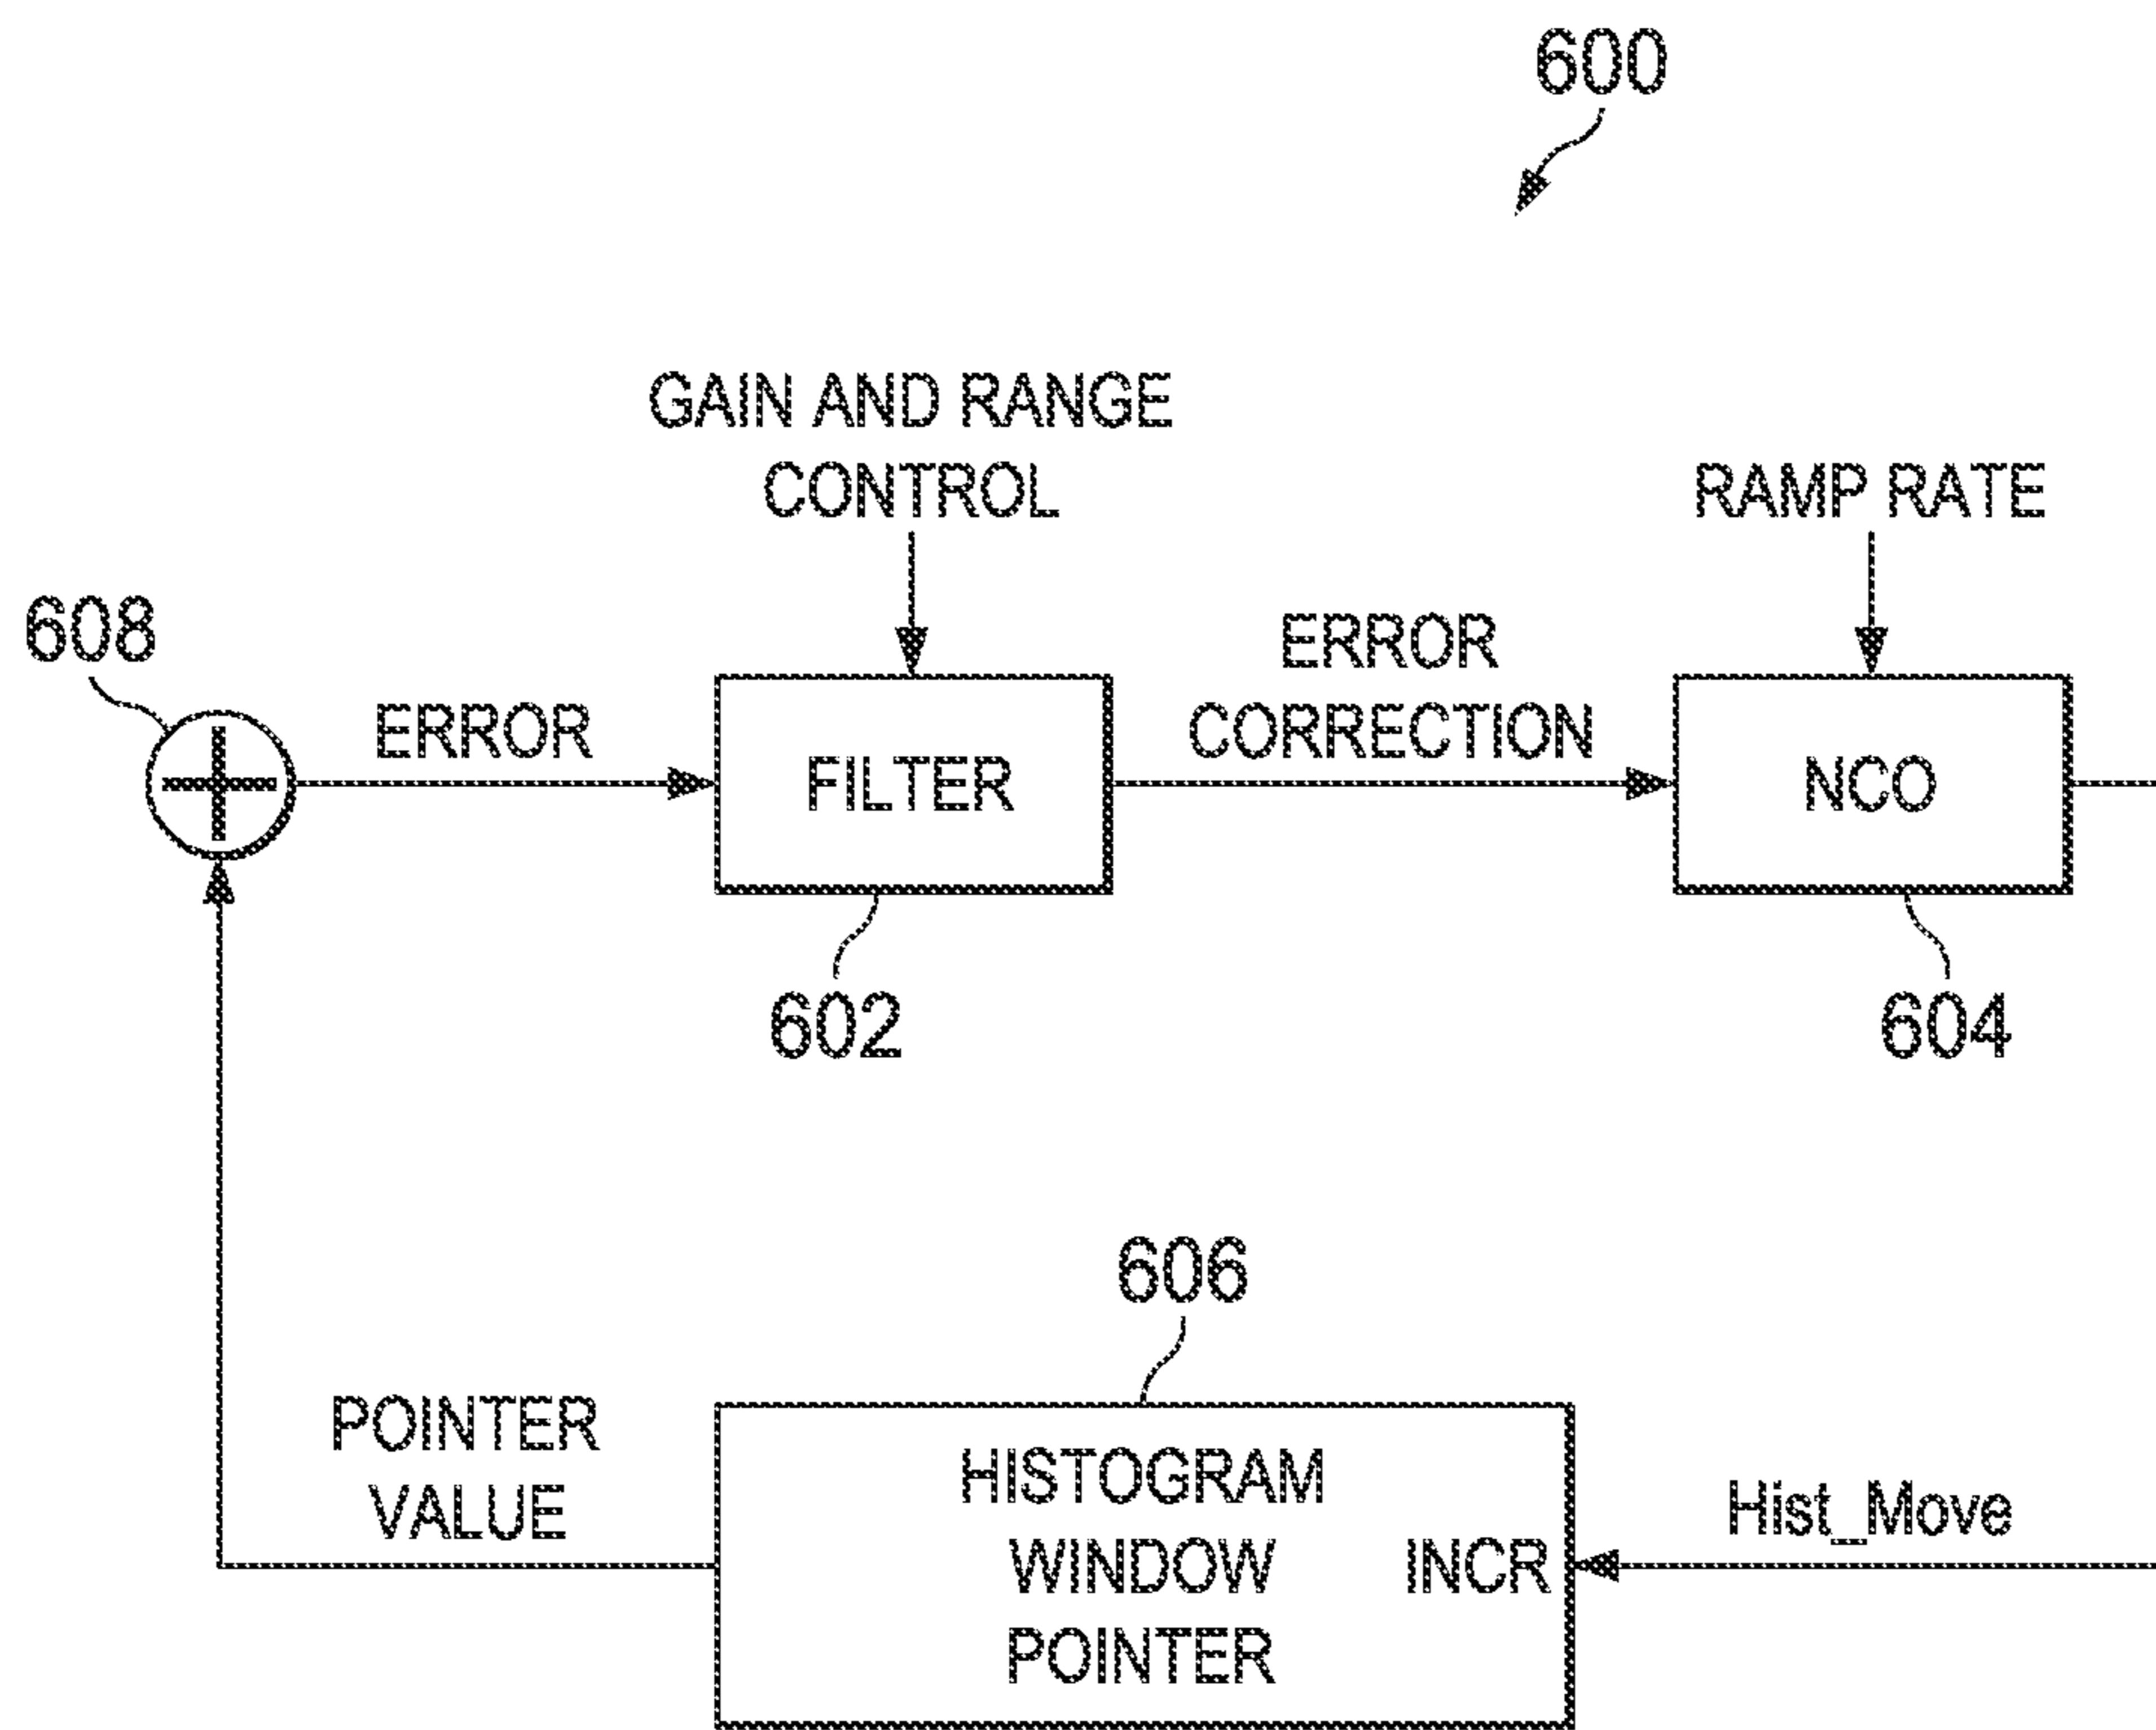 600
GAIN AND RANGE
CONTROL
RAMP RATE
608
ERROR
FILTER
ERROR
CORRECTION
NCO
602
604
606
POINTER
VALUE
HISTOGRAM
WINDOW
POINTER
INCR
Hist_Move